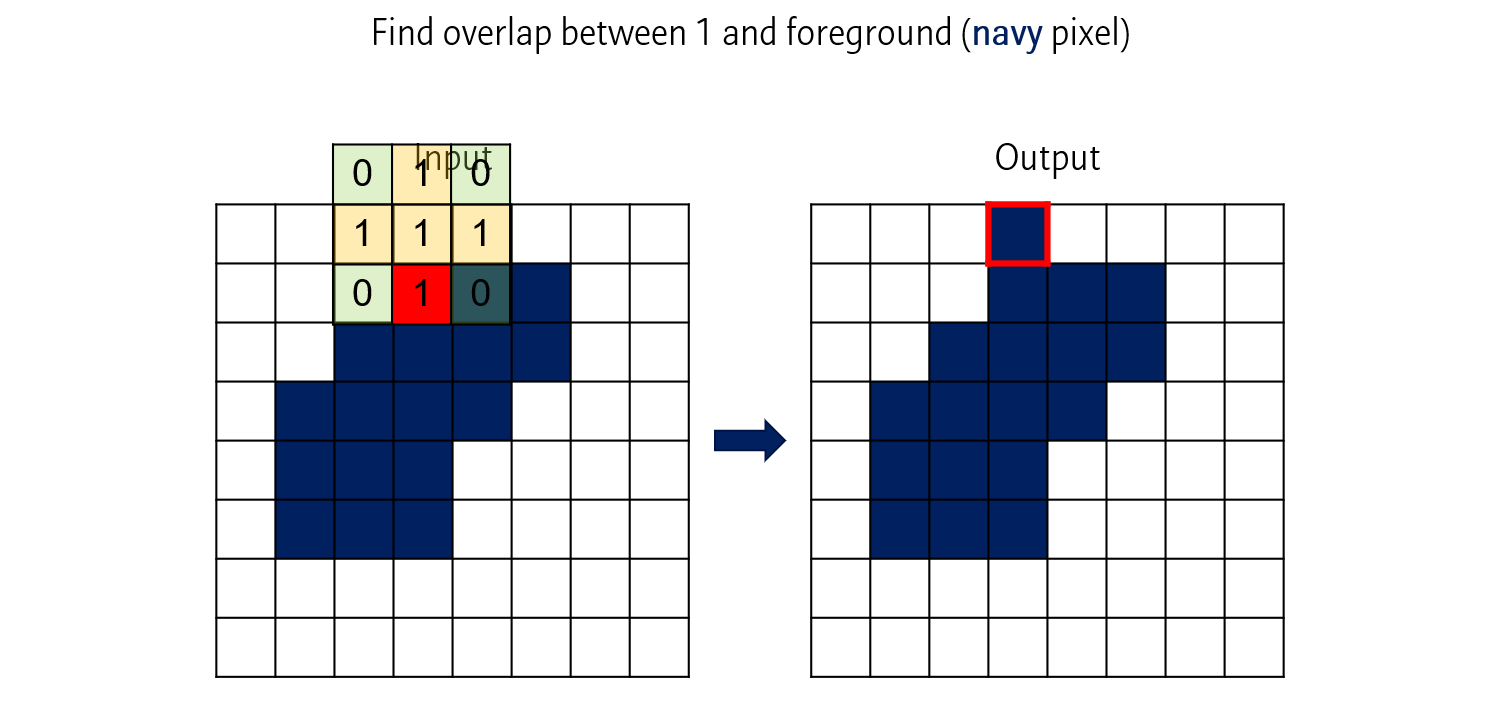 Find overlap between 1 and foreground (navy pixel)
Input
Output
0 1 0
1 1 1
0 1 0